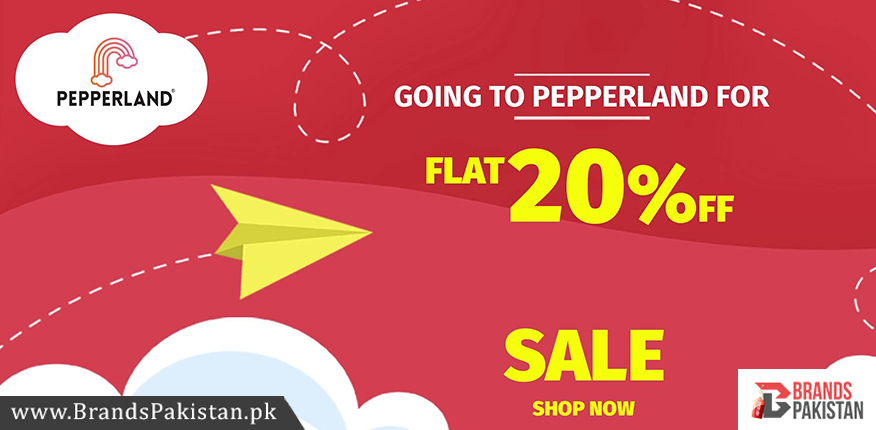 PEPPERLAND®
GOING TO PEPPERLAND FOR
FLAT 20% OFF
SALE
SHOP NOW
www.BrandsPakistan.pk
BRANDS
PAKISTAN